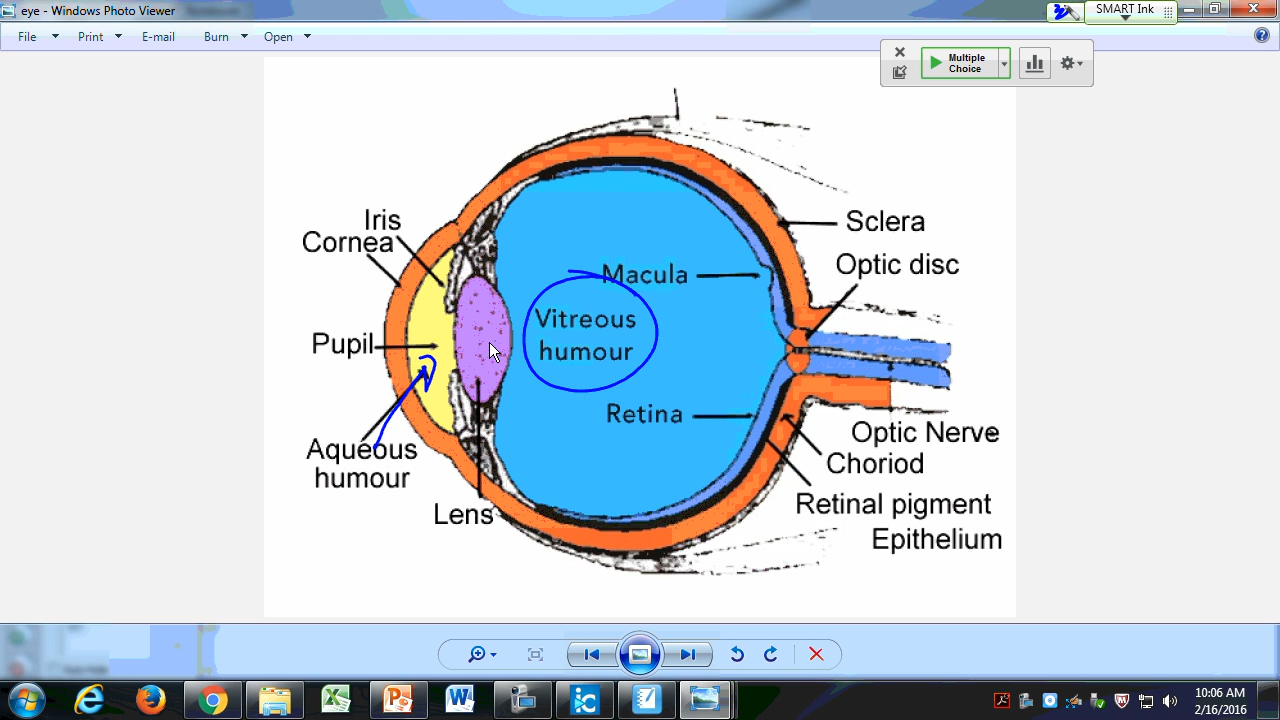 eye - Windows Photo Viewer
SMART Ink
File Print E-mail Burn Open
Multiple
Choice
Iris
Cornea
Sclera
Optic disc
Macula
Vitreous
humour
Pupil
Retina
Aqueous
humour
Optic Nerve
Choriod
Lens
Retinal pigment
Epithelium
10:06 AM
2/16/2016